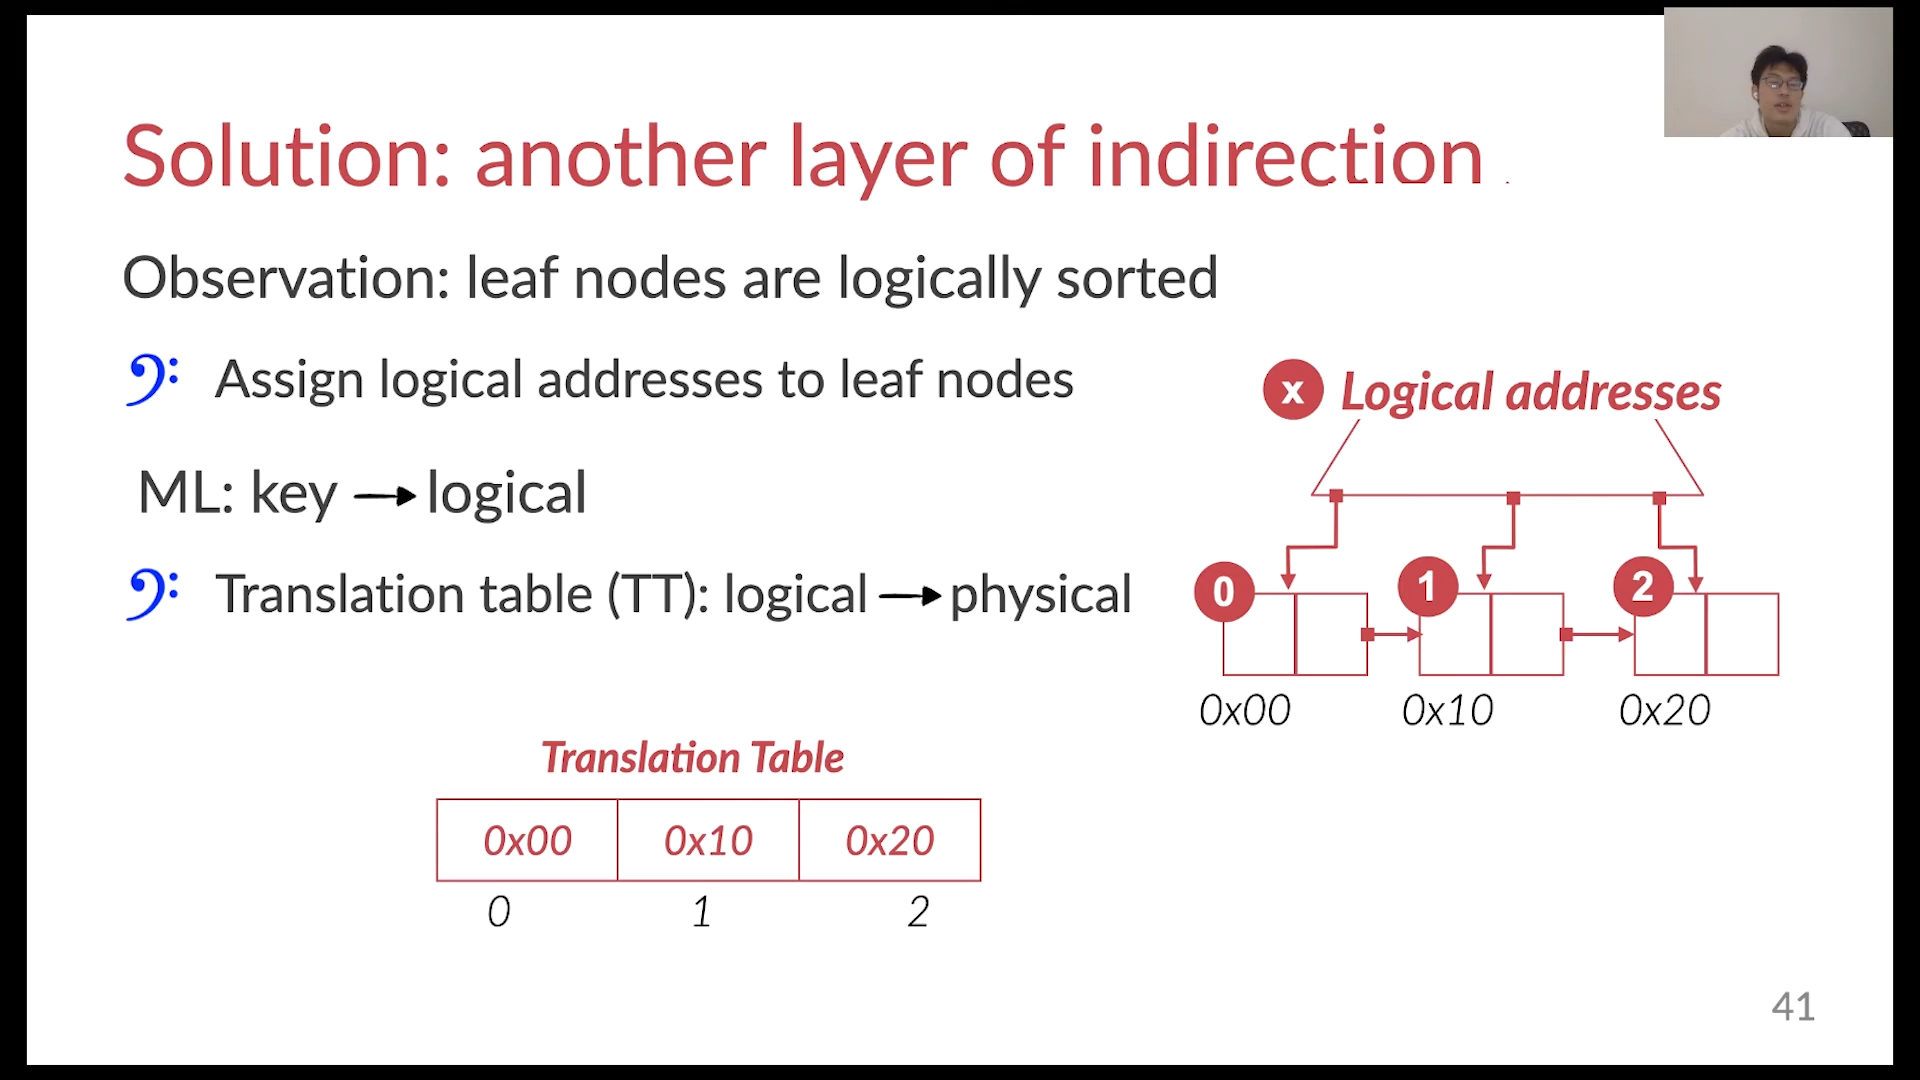 Solution: another layer of indirection
Observation: leaf nodes are logically sorted
𝄢 Assign logical addresses to leaf nodes
ML: key → logical
𝄢 Translation table (TT): logical → physical
x Logical addresses
0 1 2
0x00 0x10 0x20
Translation Table
0x00 0x10 0x20
0 1 2
41